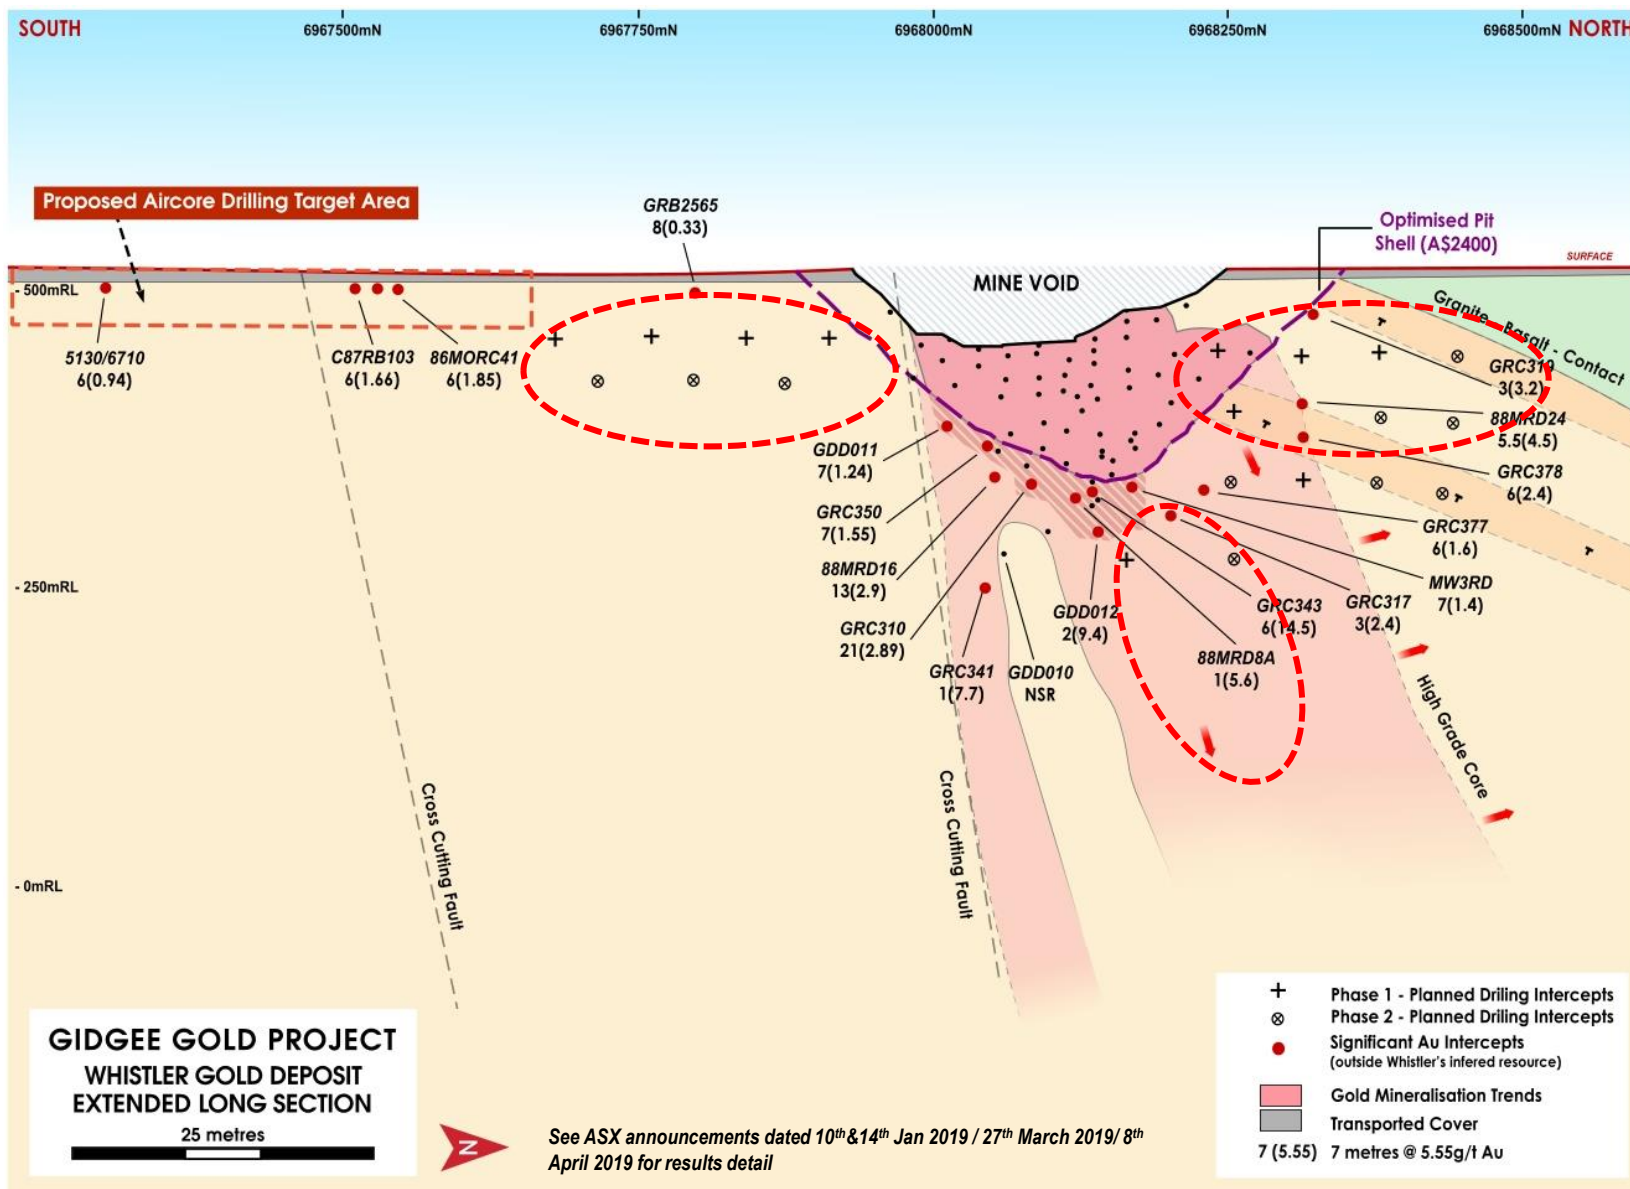 SOUTH
6967500mN
6967750mN
6968000mN
6968250mN
6968500mN
NORTH
Proposed Aircore Drilling Target Area
GRB2565
8(0.33)
Optimised Pit
Shell (A$2400)
SURFACE
MINE VOID
- 500mRL
Granite - Basalt - Contact
5130/6710
6(0.94)
C87RB103
6(1.66)
86MORC41
6(1.85)
GRC319
3(3.2)
88MRD24
5.5(4.5)
GDD011
7(1.24)
GRC378
6(2.4)
GRC350
7(1.55)
GRC377
6(1.6)
88MRD16
13(2.9)
- 250mRL
MW3RD
7(1.4)
GDD012
2(9.4)
GRC343
6(14.5)
GRC317
3(2.4)
GRC310
21(2.89)
88MRD8A
1(5.6)
GRC341
1(7.7)
GDD010
NSR
High Grade Core
Cross Cutting Fault
Cross Cutting Fault
- 0mRL
GIDGEE GOLD PROJECT
WHISTLER GOLD DEPOSIT
EXTENDED LONG SECTION
25 metres
N
See ASX announcements dated 10th&14th Jan 2019 / 27th March 2019/ 8th
April 2019 for results detail
Phase 1 - Planned Driling Intercepts
Phase 2 - Planned Driling Intercepts
Significant Au Intercepts
(outside Whistler's infered resource)
Gold Mineralisation Trends
Transported Cover
7 (5.55) 7 metres @ 5.55g/t Au